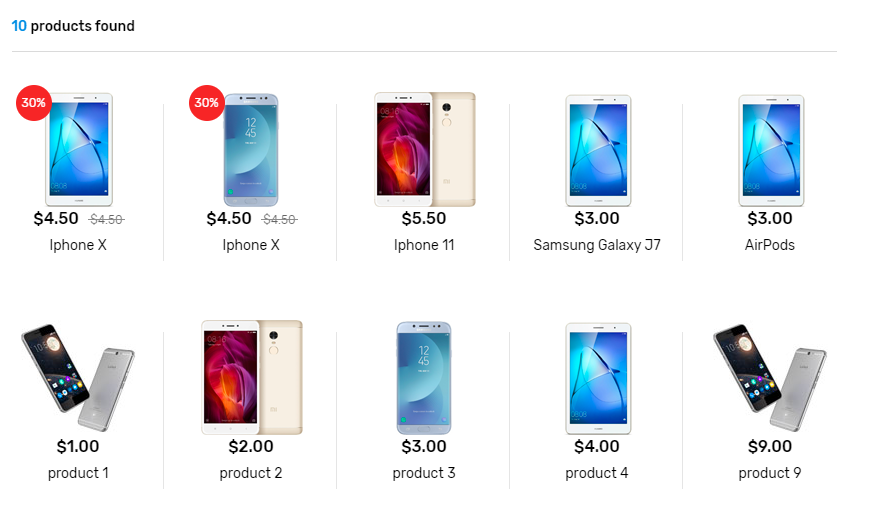 10 products found
30%
30%
12
45
$4.50 $4.50
$4.50 $4.50
$5.50
$3.00
$3.00
Iphone X
Iphone X
Iphone 11
Samsung Galaxy J7
AirPods
12
45
$1.00
$2.00
$3.00
$4.00
$9.00
product 1
product 2
product 3
product 4
product 9